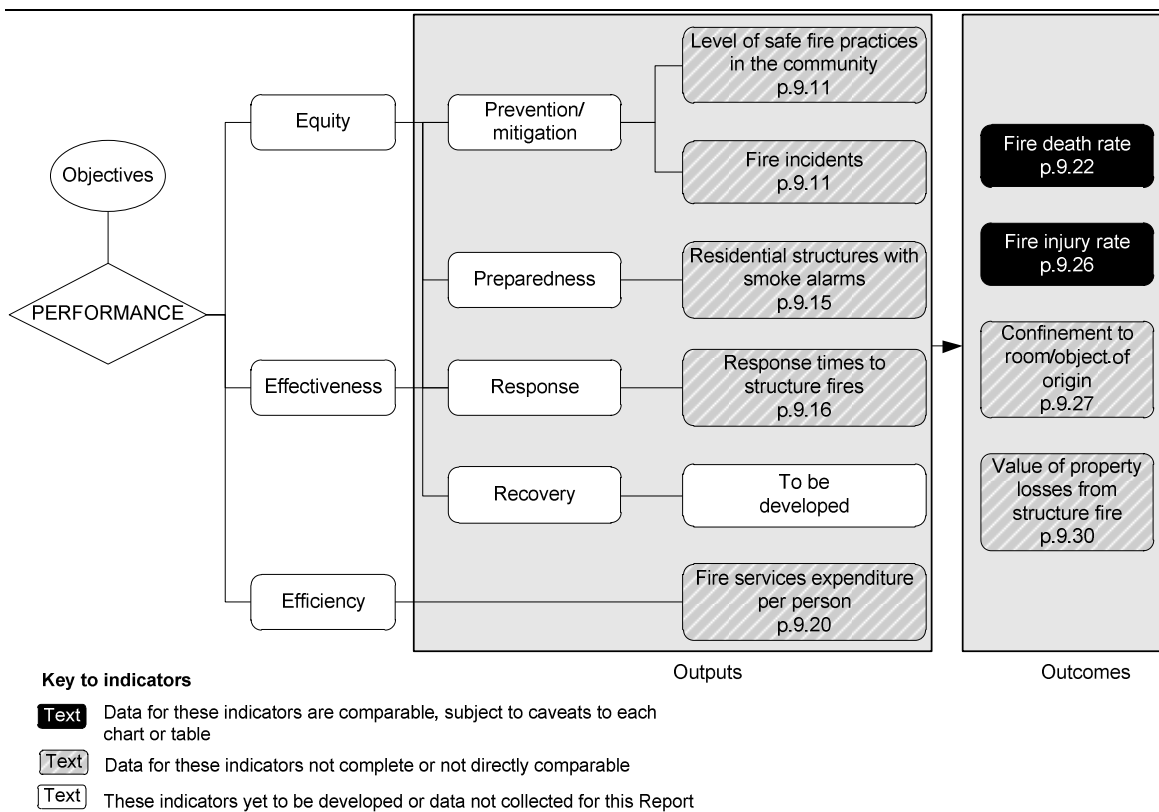 Objectives
PERFORMANCE
Equity
Effectiveness
Efficiency
Prevention/
mitigation
Preparedness
Response
Recovery
Level of safe fire practices
in the community
p.9.11
Fire incidents
p.9.11
Residential structures with
smoke alarms
p.9.15
Response times to
structure fires
p.9.16
To be
developed
Fire services expenditure
per person
p.9.20
Outputs
Fire death rate
p.9.22
Fire injury rate
p.9.26
Confinement to
room/object.of
origin
p.9.27
Value of property
losses from
structure fire
p.9.30
Outcomes
Key to indicators
Text Data for these indicators are comparable, subject to caveats to each
chart or table
Text Data for these indicators not complete or not directly comparable
Text These indicators yet to be developed or data not collected for this Report